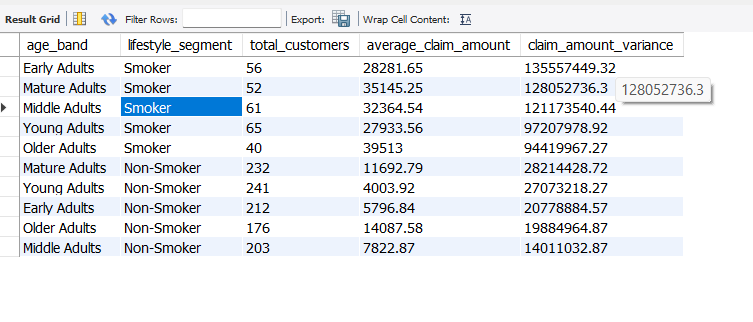 Result Grid Filter Rows: Export: Wrap Cell Content: IA
age_band lifestyle_segment total_customers average_claim_amount claim_amount_variance
Early Adults Smoker 56 28281.65 135557449.32
Mature Adults Smoker 52 35145.25 128052736.3 128052736.3
Middle Adults Smoker 61 32364.54 121173540.44
Young Adults Smoker 65 27933.56 97207978.92
Older Adults Smoker 40 39513 94419967.27
Mature Adults Non-Smoker 232 11692.79 28214428.72
Young Adults Non-Smoker 241 4003.92 27073218.27
Early Adults Non-Smoker 212 5796.84 20778884.57
Older Adults Non-Smoker 176 14087.58 19884964.87
Middle Adults Non-Smoker 203 7822.87 14011032.87